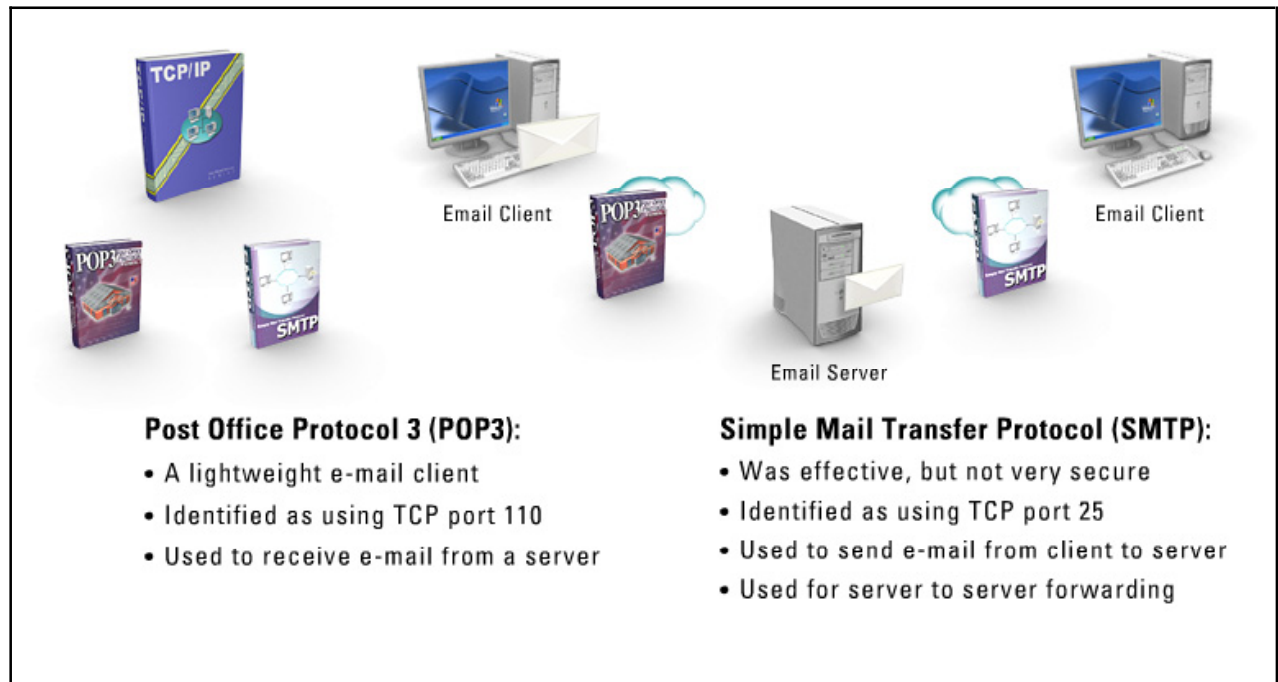 TCP/IP
Email Client
Email Client
POP3
SMTP
POP3
SMTP
Email Server
Post Office Protocol 3 (POP3):
• A lightweight e-mail client
• Identified as using TCP port 110
• Used to receive e-mail from a server
Simple Mail Transfer Protocol (SMTP):
• Was effective, but not very secure
• Identified as using TCP port 25
• Used to send e-mail from client to server
• Used for server to server forwarding